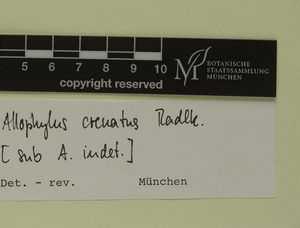 5 6 7 8 9 10
copyright reserved
BOTANISCHE
STAATSSAMMLUNG
MÜNCHEN
Allophylus crenatus Radlk.
[sub A. indet.]
Det. - rev. München